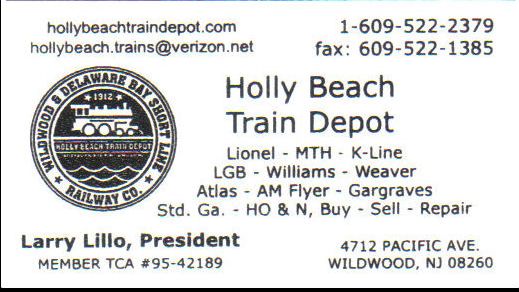 hollybeachtraindepot.com
hollybeach.trains@verizon.net
1-609-522-2379
fax: 609-522-1385
WILDWOOD & DELAWARE BAY SHORT LINE
1912
HOLLY BEACH TRAIN DEPOT
RAILWAY CO.
Holly Beach
Train Depot
Lionel - MTH - K-Line
LGB - Williams - Weaver
Atlas - AM Flyer - Gargraves
Std. Ga. - HO & N, Buy - Sell - Repair
Larry Lillo, President
MEMBER TCA #95-42189
4712 PACIFIC AVE.
WILDWOOD, NJ 08260